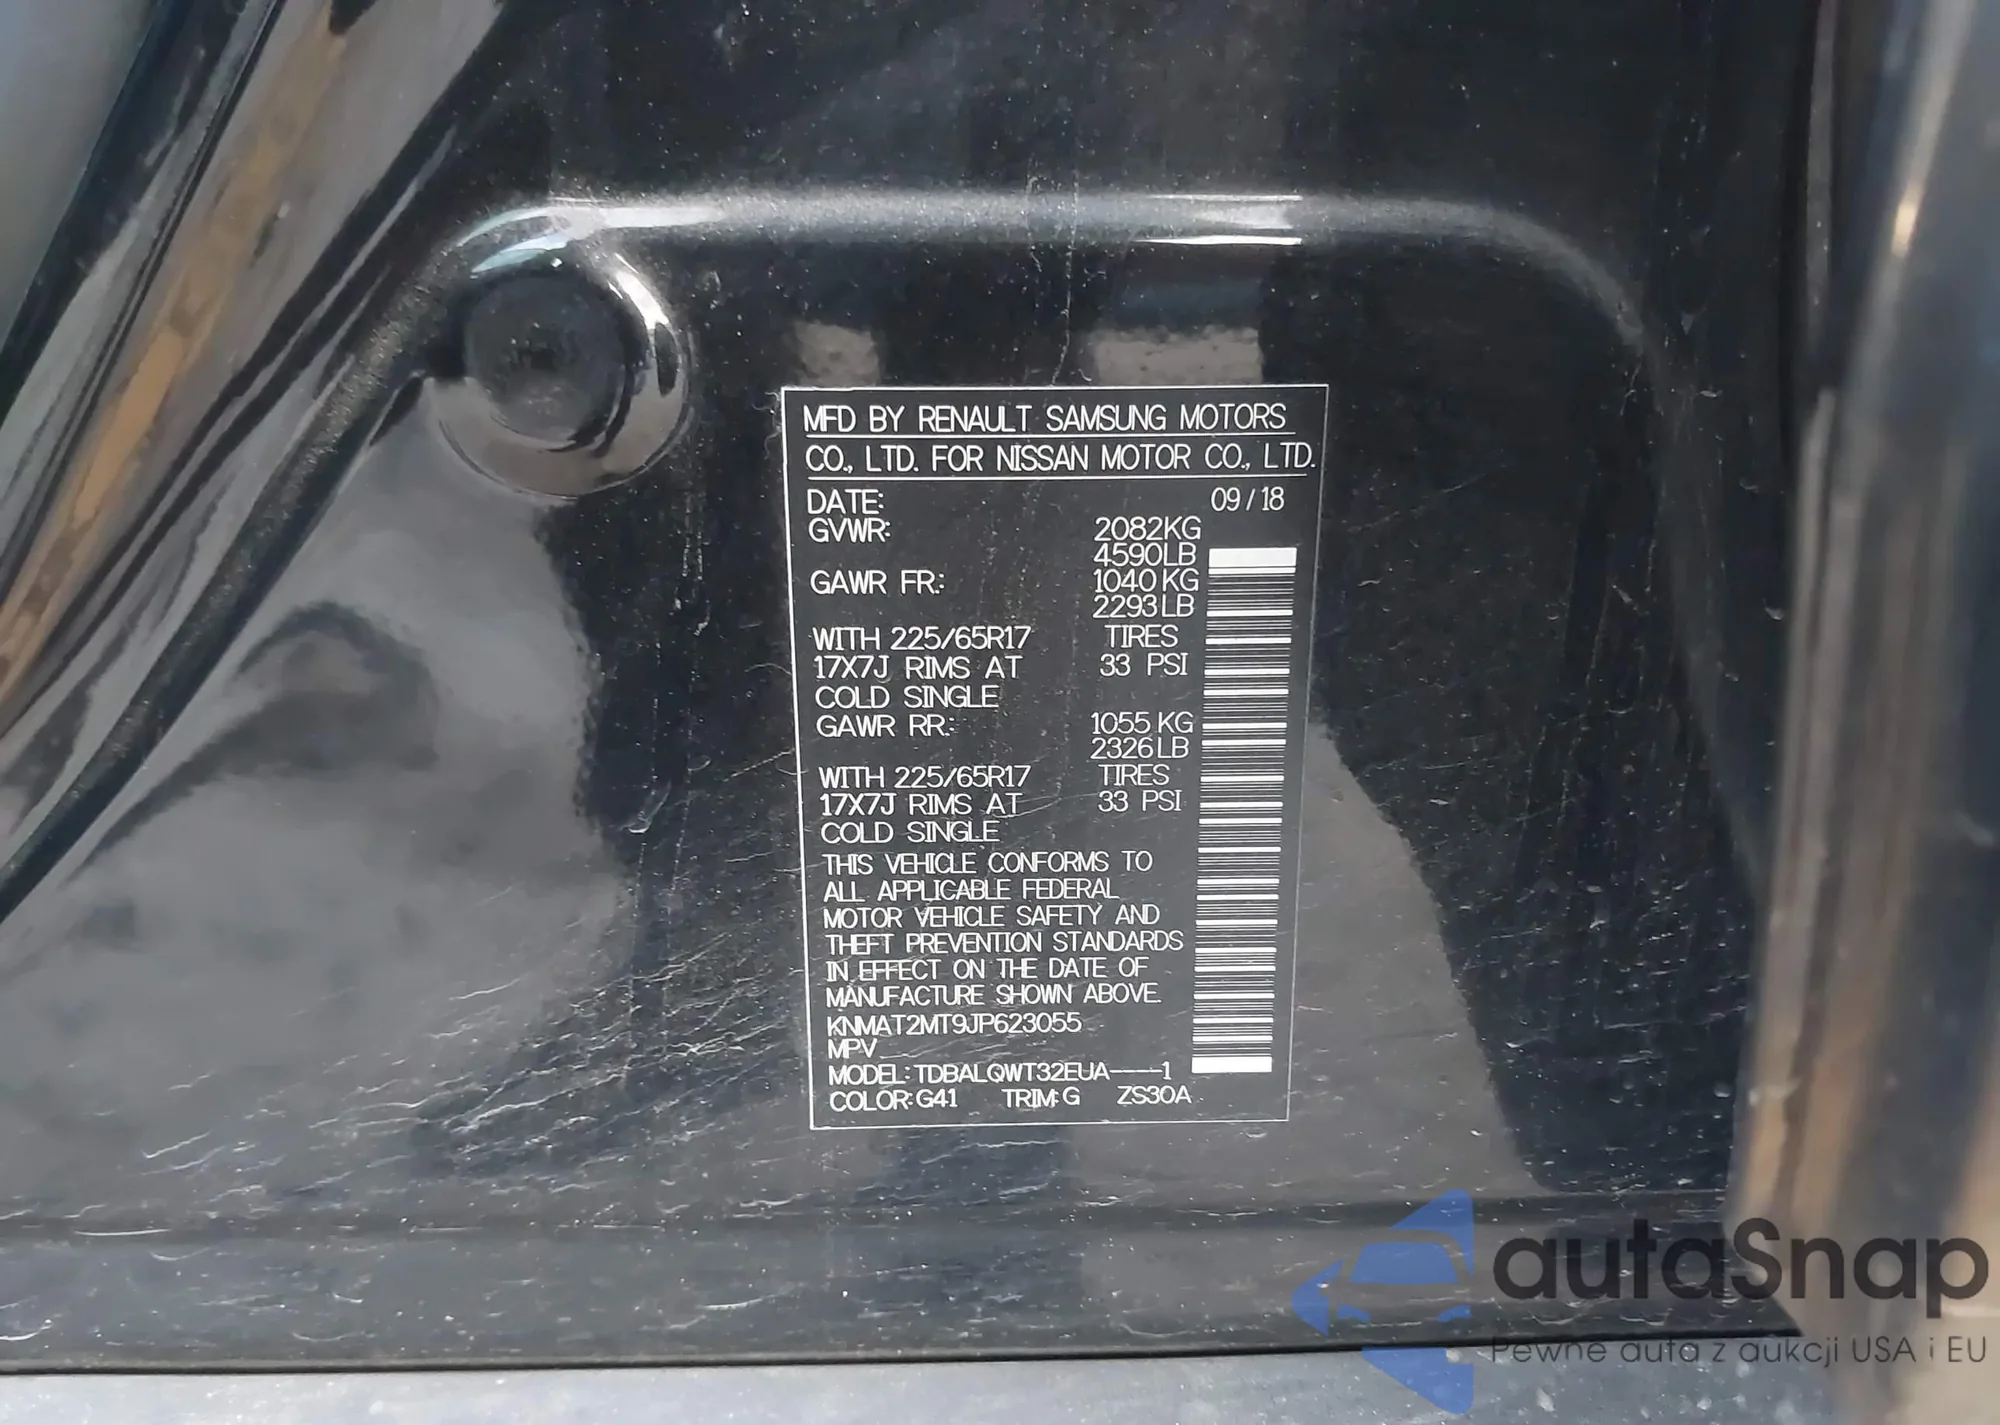 MFD BY RENAULT SAMSUNG MOTORS
CO., LTD. FOR NISSAN MOTOR CO., LTD.
DATE: 09/18
GVWR: 2082KG
4590LB
GAWR FR: 1040KG
2293LB
WITH 225/65R17 TIRES
17X7J RIMS AT 33 PSI
COLD SINGLE
GAWR RR: 1055KG
2326LB
WITH 225/65R17 TIRES
17X7J RIMS AT 33 PSI
COLD SINGLE
THIS VEHICLE CONFORMS TO
ALL APPLICABLE FEDERAL
MOTOR VEHICLE SAFETY AND
THEFT PREVENTION STANDARDS
IN EFFECT ON THE DATE OF
MANUFACTURE SHOWN ABOVE.
KNMAT2MT9JP623055
MPV
MODEL: TDBALQWT32EUA----1
COLOR: G41 TRIM: G ZS30A
autaSnap
Pewne auta z aukcji USA i EU